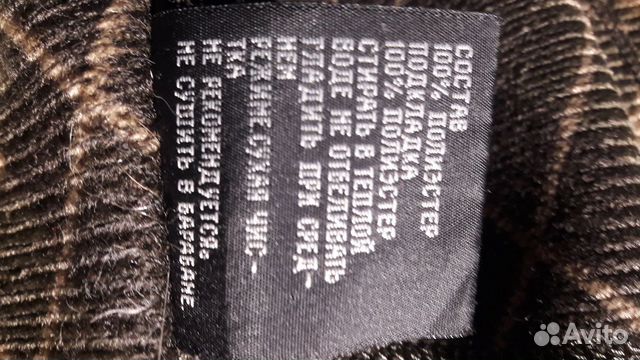 СОСТАВ
100% ПОЛИЭСТЕР
ПОДКЛАДКА
100% ПОЛИЭСТЕР
СТИРАТЬ В ТЕПЛОЙ
ВОДЕ НЕ ОТБЕЛИВАТЬ
ГЛАДИТЬ ПРИ СРЕД-
НЕМ
РЕЖИМЕ СУХАЯ ЧИС-
ТКА
НЕ РЕКОМЕНДУЕТСЯ.
НЕ СУШИТЬ В БАРАБАНЕ.
Avito